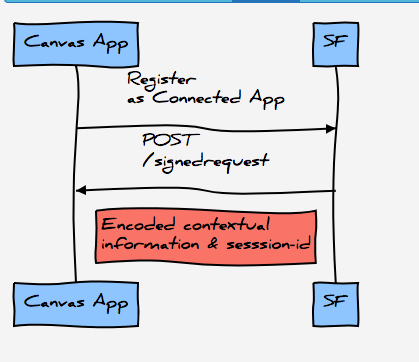 Canvas App
SF
Register
as Connected App
POST
/signedrequest
Encoded contextual
information & sesssion-id
Canvas App
SF